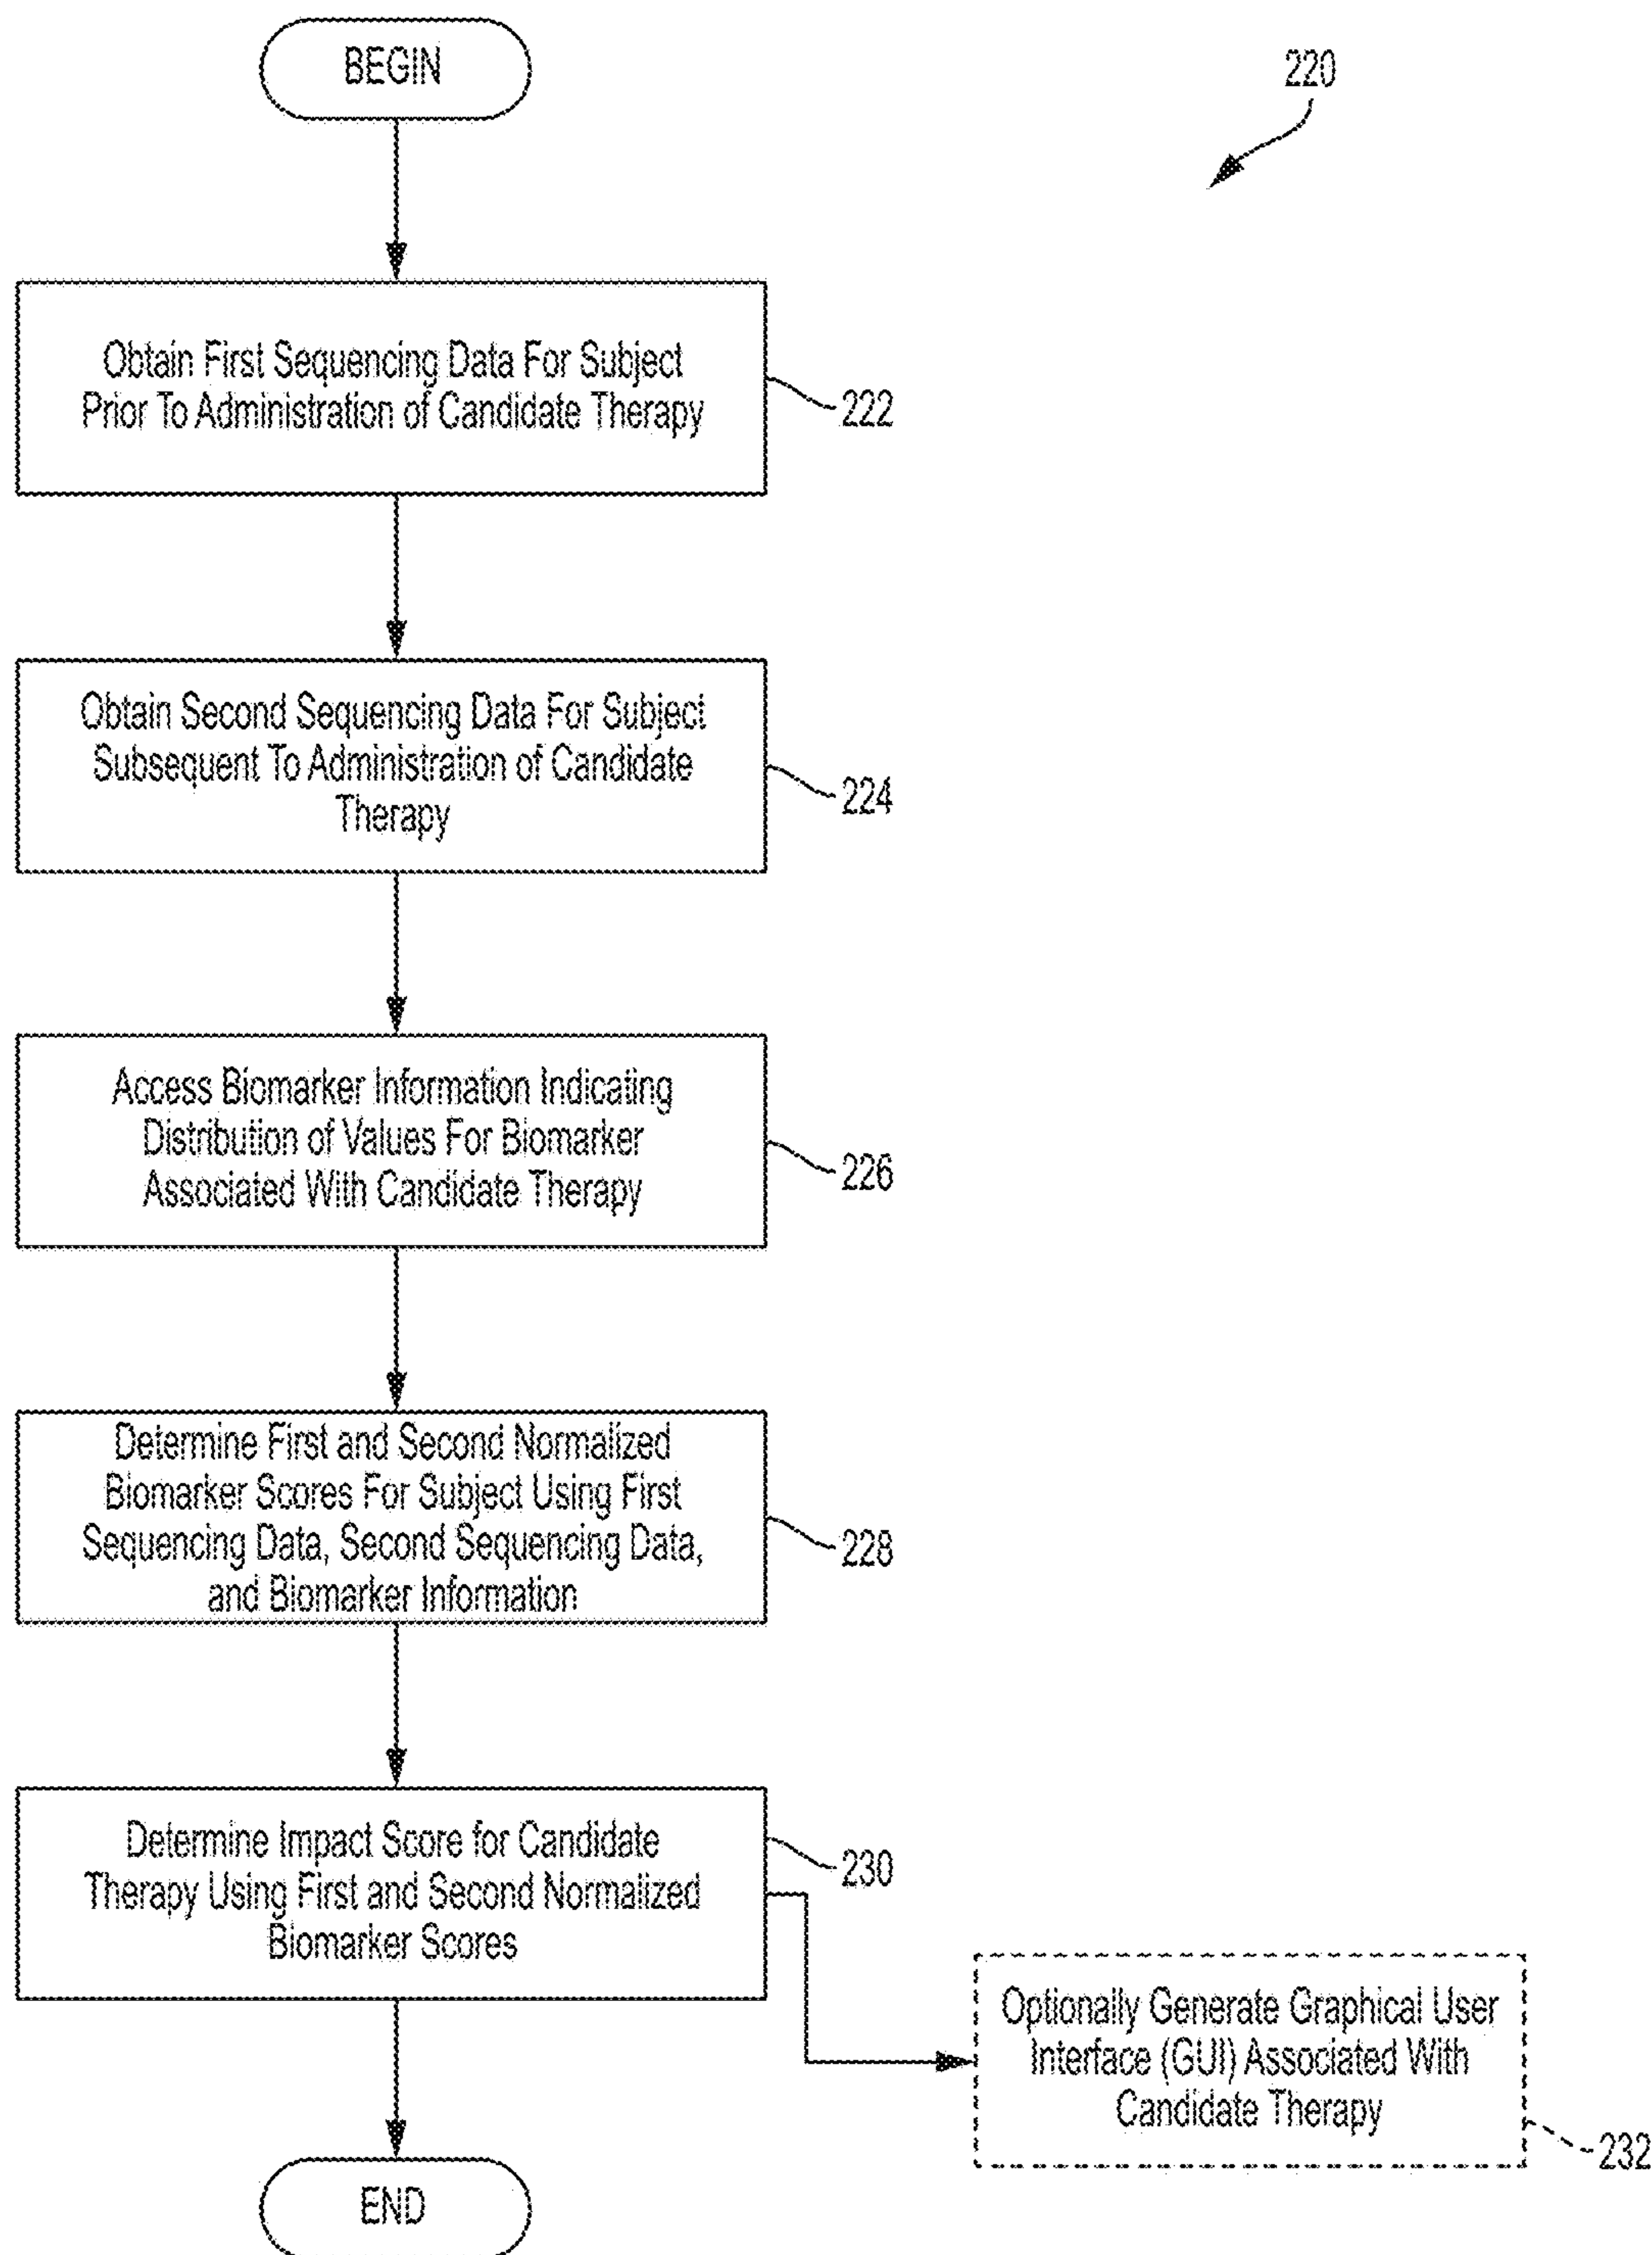 BEGIN
220
Obtain First Sequencing Data For Subject
Prior To Administration of Candidate Therapy
222
Obtain Second Sequencing Data For Subject
Subsequent To Administration of Candidate
Therapy
224
Access Biomarker Information Indicating
Distribution of Values For Biomarker
Associated With Candidate Therapy
226
Determine First and Second Normalized
Biomarker Scores For Subject Using First
Sequencing Data, Second Sequencing Data,
and Biomarker Information
228
Determine Impact Score for Candidate
Therapy Using First and Second Normalized
Biomarker Scores
230
Optionally Generate Graphical User
Interface (GUI) Associated With
Candidate Therapy
232
END